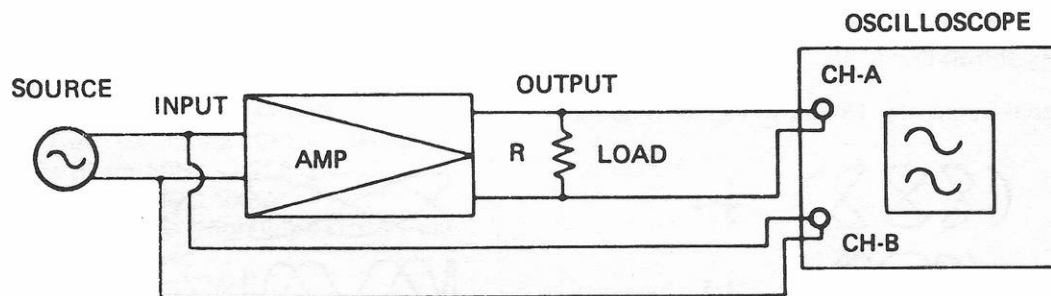 OSCILLOSCOPE
SOURCE
INPUT
OUTPUT
CH-A
AMP
R
LOAD
CH-B